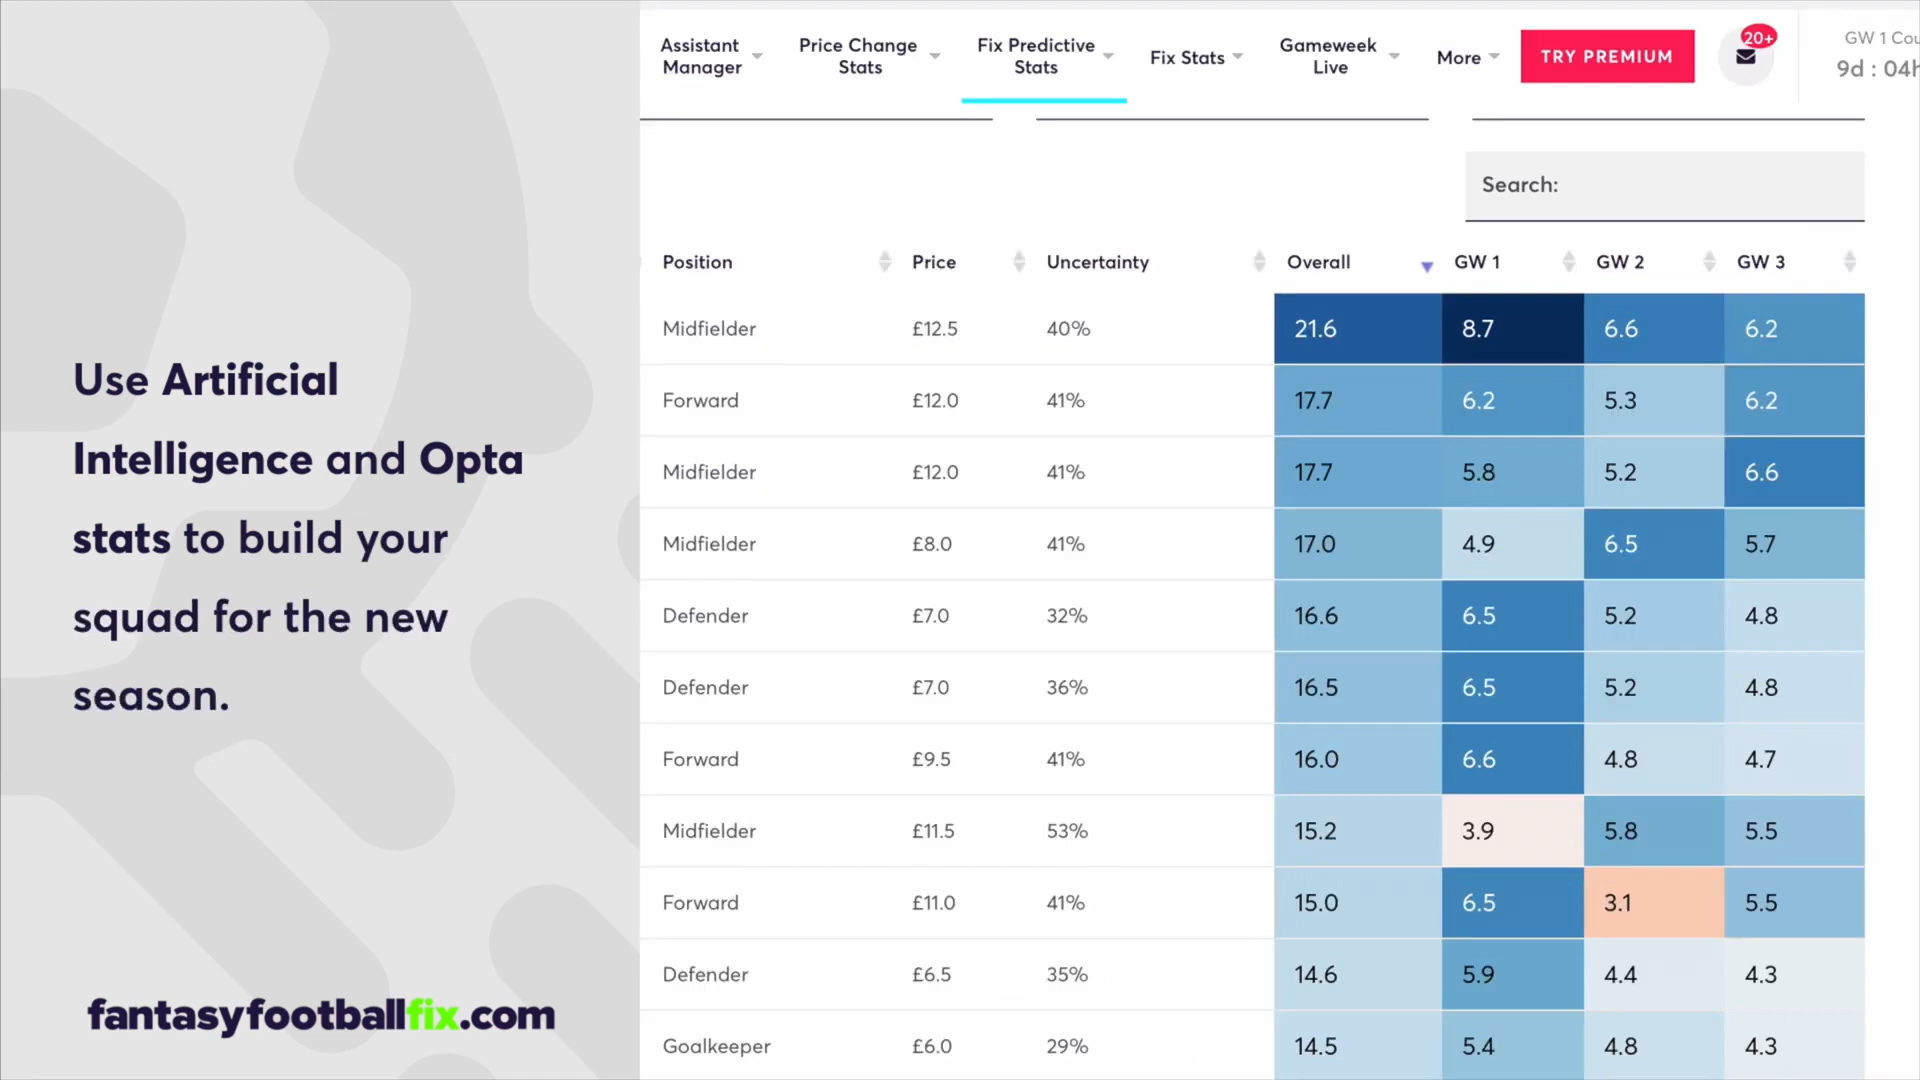 Use Artificial
Intelligence and Opta
stats to build your
squad for the new
season.
fantasyfootballfix.com
Assistant Manager
Price Change Stats
Fix Predictive Stats
Fix Stats
Gameweek Live
More
TRY PREMIUM
20+
GW 1 Cou
9d : 04h
Search:
Position Price Uncertainty Overall GW 1 GW 2 GW 3
Midfielder £12.5 40% 21.6 8.7 6.6 6.2
Forward £12.0 41% 17.7 6.2 5.3 6.2
Midfielder £12.0 41% 17.7 5.8 5.2 6.6
Midfielder £8.0 41% 17.0 4.9 6.5 5.7
Defender £7.0 32% 16.6 6.5 5.2 4.8
Defender £7.0 36% 16.5 6.5 5.2 4.8
Forward £9.5 41% 16.0 6.6 4.8 4.7
Midfielder £11.5 53% 15.2 3.9 5.8 5.5
Forward £11.0 41% 15.0 6.5 3.1 5.5
Defender £6.5 35% 14.6 5.9 4.4 4.3
Goalkeeper £6.0 29% 14.5 5.4 4.8 4.3